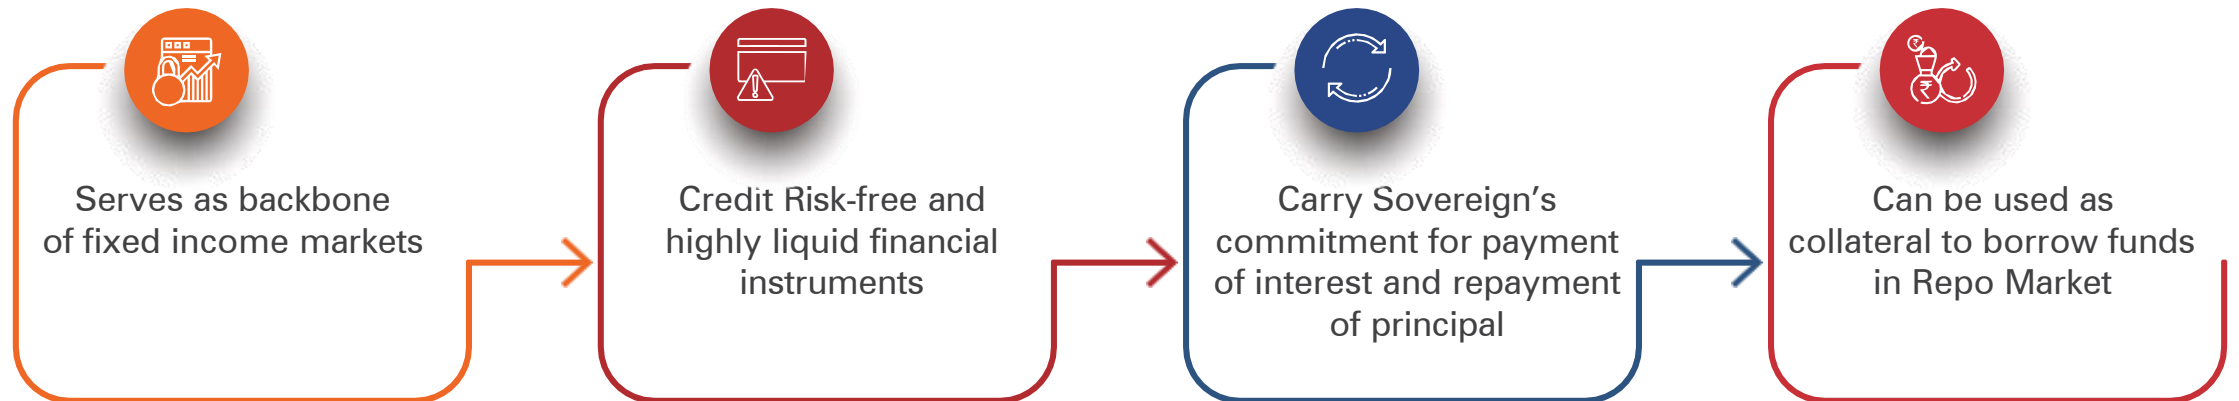 Serves as backbone
of fixed income markets
Credit Risk-free and
highly liquid financial
instruments
Carry Sovereign's
commitment for payment
of interest and repayment
of principal
Can be used as
collateral to borrow funds
in Repo Market
₹
₹